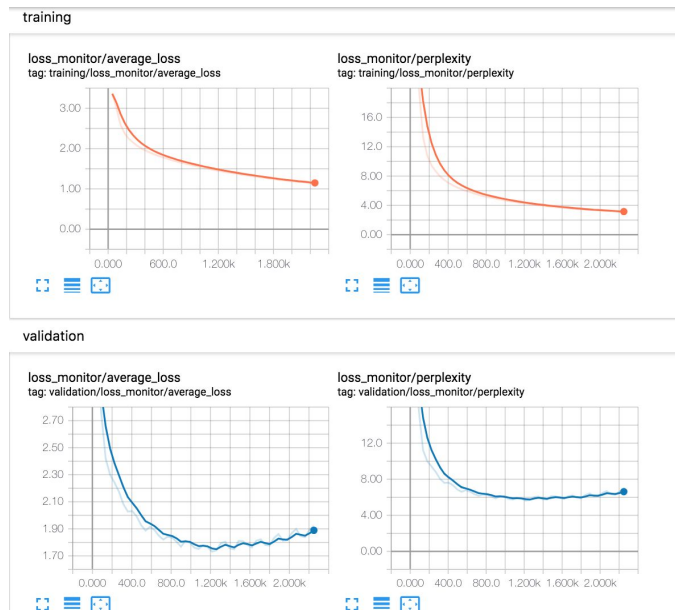 training
loss_monitor/average_loss
tag: training/loss_monitor/average_loss
3.00
2.00
1.00
0.00
0.000 600.0 1.200k 1.800k
loss_monitor/perplexity
tag: training/loss_monitor/perplexity
16.0
12.0
8.00
4.00
0.00
0.000 400.0 800.0 1.200k 1.600k 2.000k
validation
loss_monitor/average_loss
tag: validation/loss_monitor/average_loss
2.70
2.50
2.30
2.10
1.90
1.70
0.000 400.0 800.0 1.200k 1.600k 2.000k
loss_monitor/perplexity
tag: validation/loss_monitor/perplexity
12.0
8.00
4.00
0.00
0.000 400.0 800.0 1.200k 1.600k 2.000k